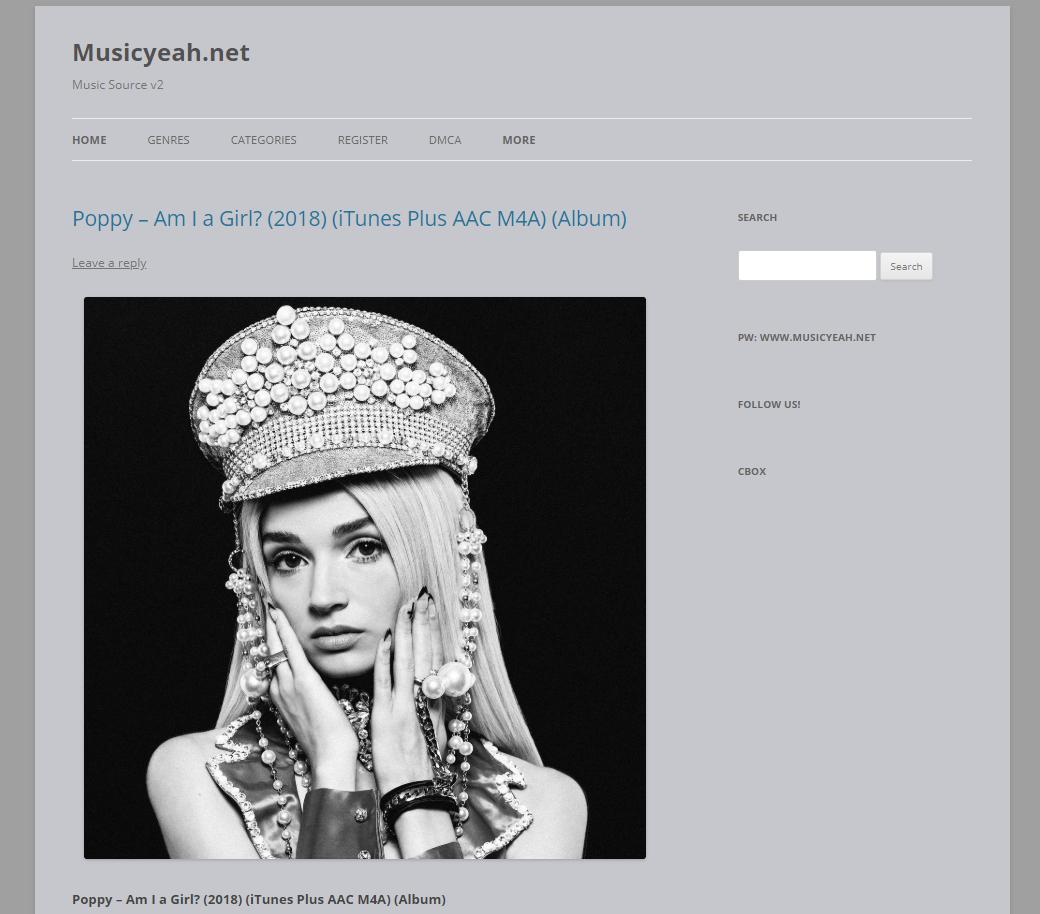 Musicyeah.net
Music Source v2
HOME GENRES CATEGORIES REGISTER DMCA MORE
Poppy – Am I a Girl? (2018) (iTunes Plus AAC M4A) (Album)
Leave a reply
Poppy – Am I a Girl? (2018) (iTunes Plus AAC M4A) (Album)
SEARCH
Search
PW: WWW.MUSICYEAH.NET
FOLLOW US!
CBOX